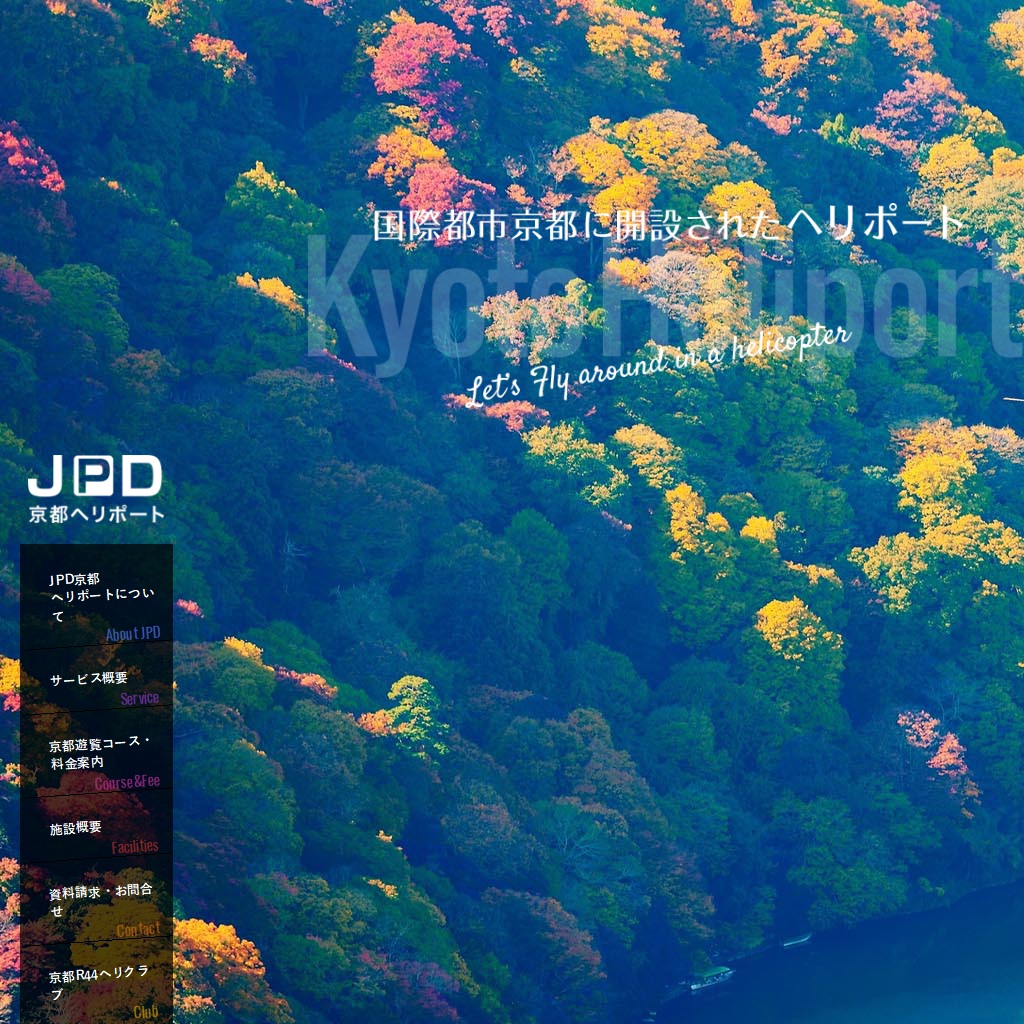 国際都市京都に開設されたヘリポート
Kyoto Heliport
Let's Fly around in a helicopter
JPD
京都ヘリポート
JPD京都
ヘリポートについ
て
About JPD
サービス概要
Service
京都遊覧コース・
料金案内
Course&Fee
施設概要
Facilities
資料請求・お問合
せ
Contact
京都R44ヘリクラ
ブ
Club